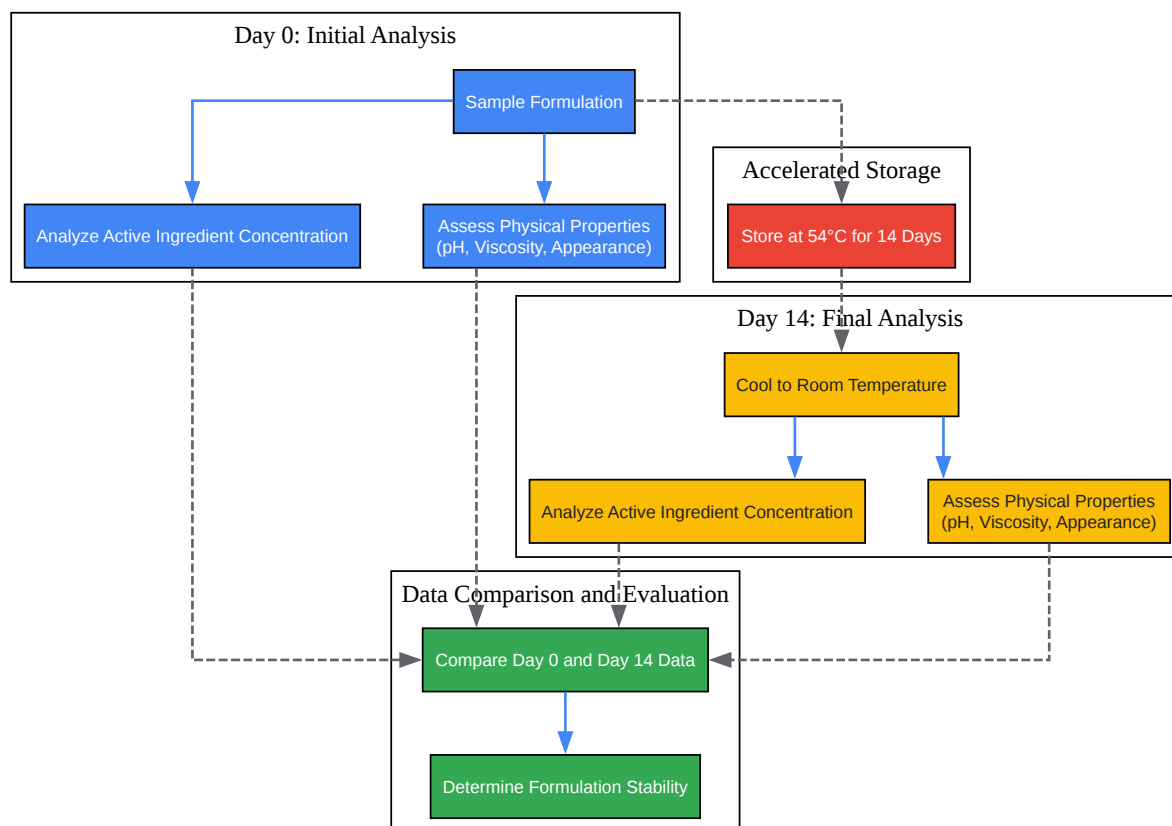 Day 0: Initial Analysis
Sample Formulation
Analyze Active Ingredient Concentration
Assess Physical Properties
(pH, Viscosity, Appearance)
Accelerated Storage
Store at 54°C for 14 Days
Day 14: Final Analysis
Cool to Room Temperature
Analyze Active Ingredient Concentration
Assess Physical Properties
(pH, Viscosity, Appearance)
Data Comparison and Evaluation
Compare Day 0 and Day 14 Data
Determine Formulation Stability